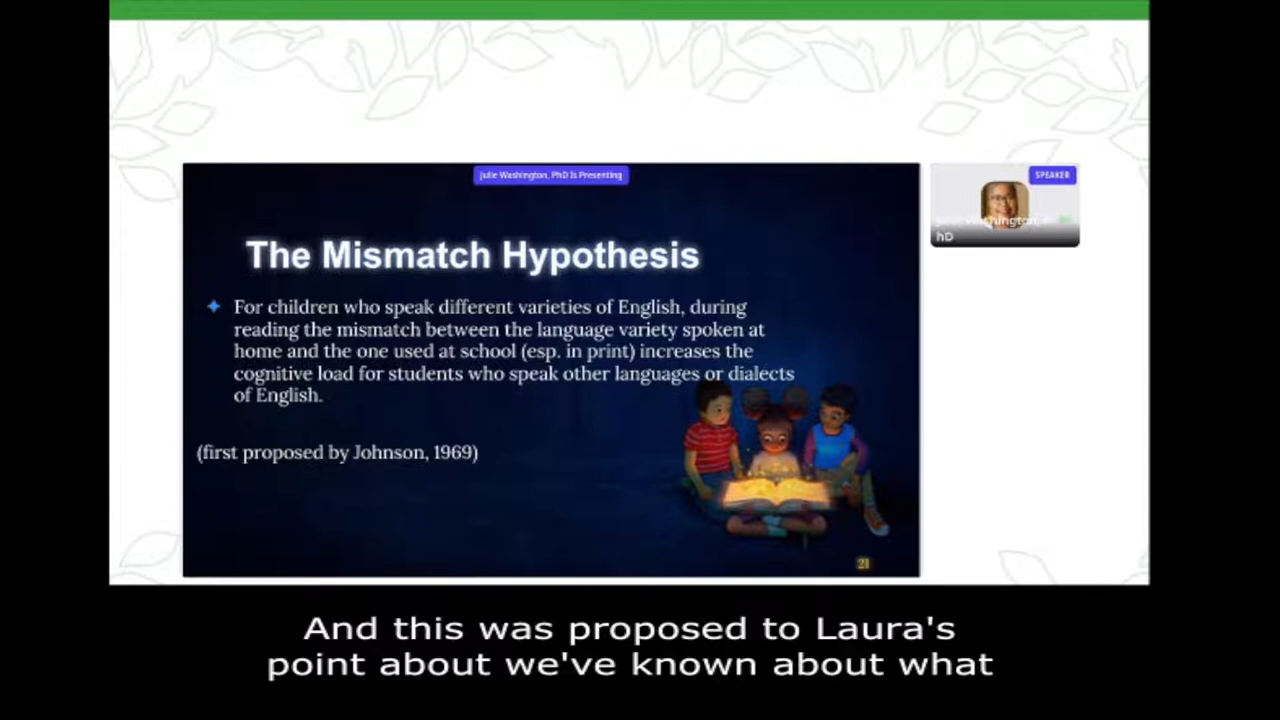 Julie Washington, PhD Is Presenting
SPEAKER
hD
The Mismatch Hypothesis
For children who speak different varieties of English, during
reading the mismatch between the language variety spoken at
home and the one used at school (esp. in print) increases the
cognitive load for students who speak other languages or dialects
of English.
(first proposed by Johnson, 1969)
21
And this was proposed to Laura's
point about we've known about what